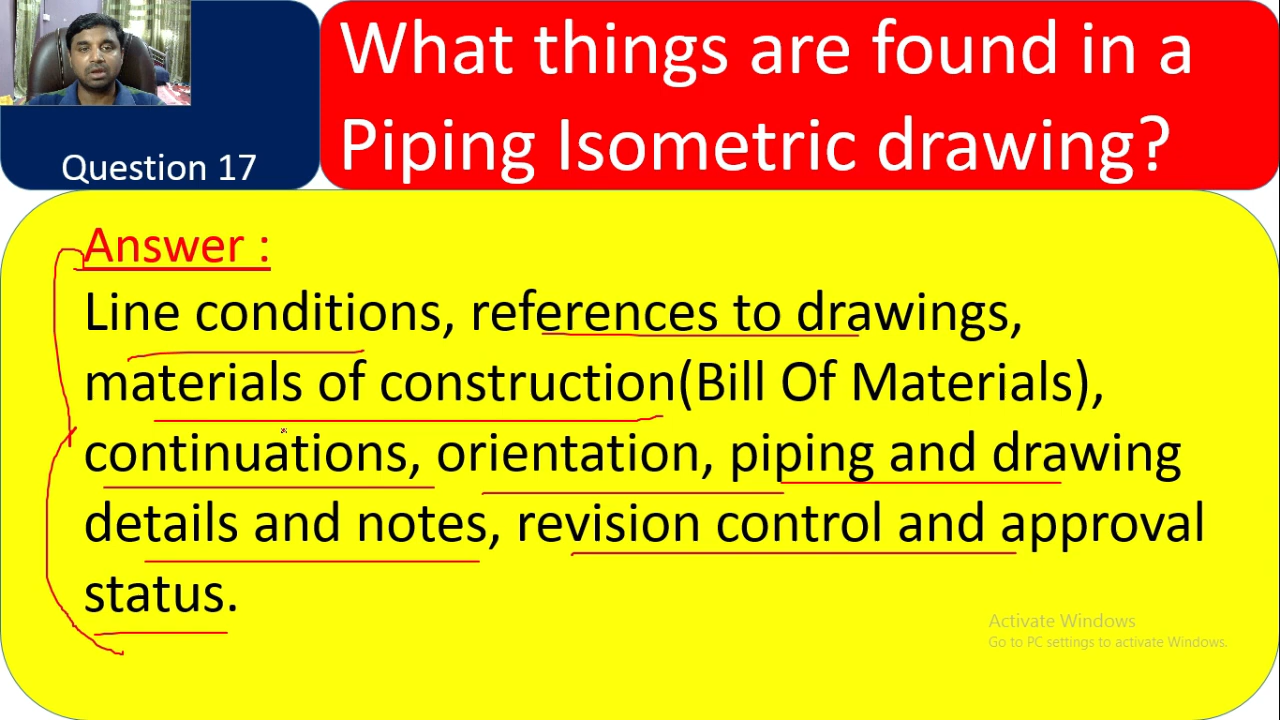 Question 17
What things are found in a
Piping Isometric drawing?
Answer :
Line conditions, references to drawings,
materials of construction(Bill Of Materials),
continuations, orientation, piping and drawing
details and notes, revision control and approval
status.
Activate Windows
Go to PC settings to activate Windows.